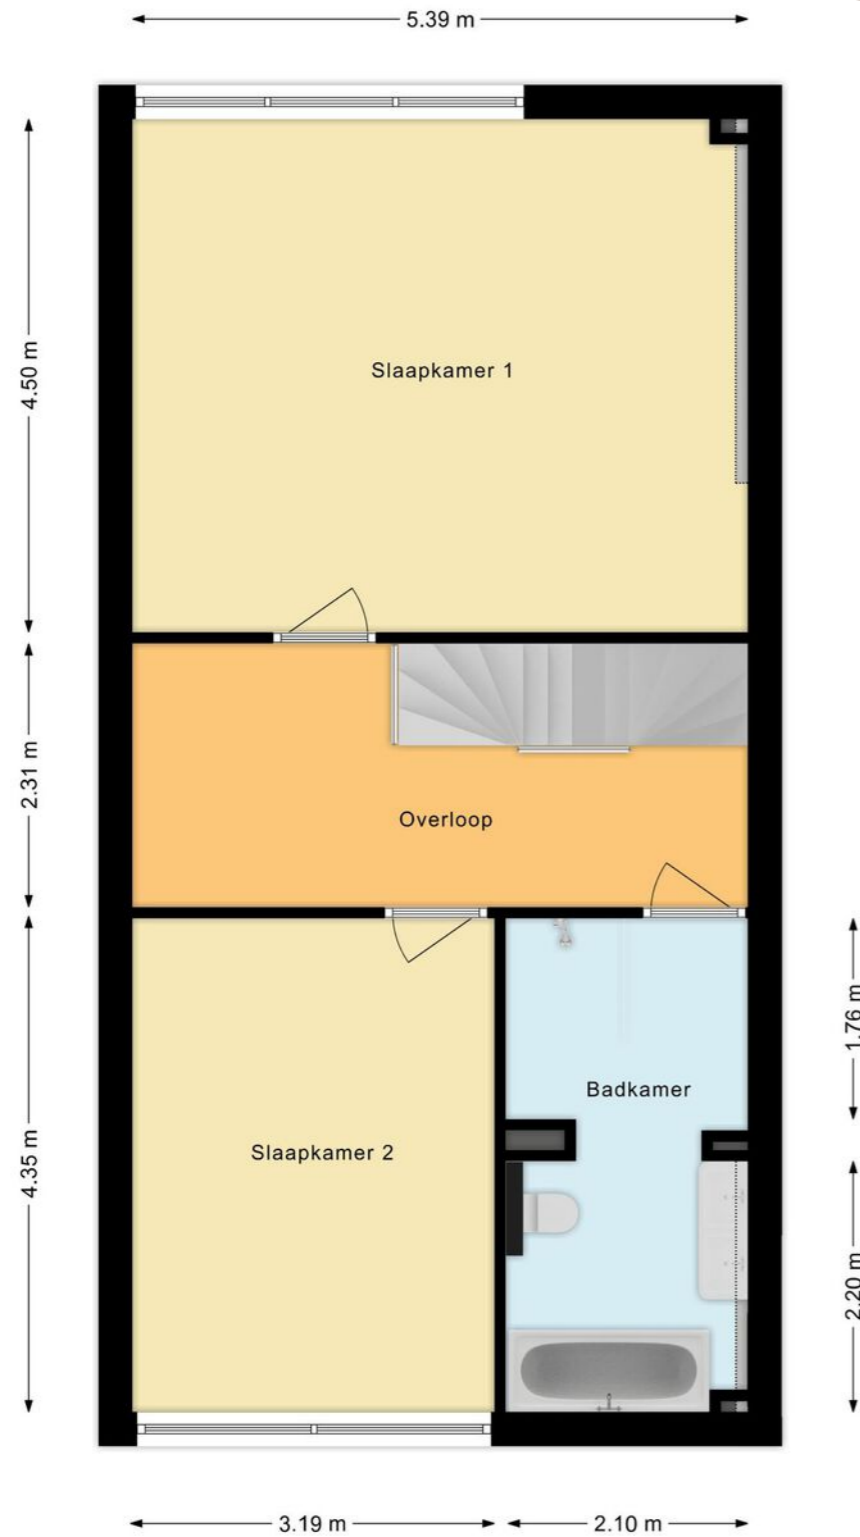 5.39 m
4.50 m
Slaapkamer 1
2.31 m
Overloop
1.76 m
Badkamer
4.35 m
Slaapkamer 2
2.20 m
3.19 m
2.10 m